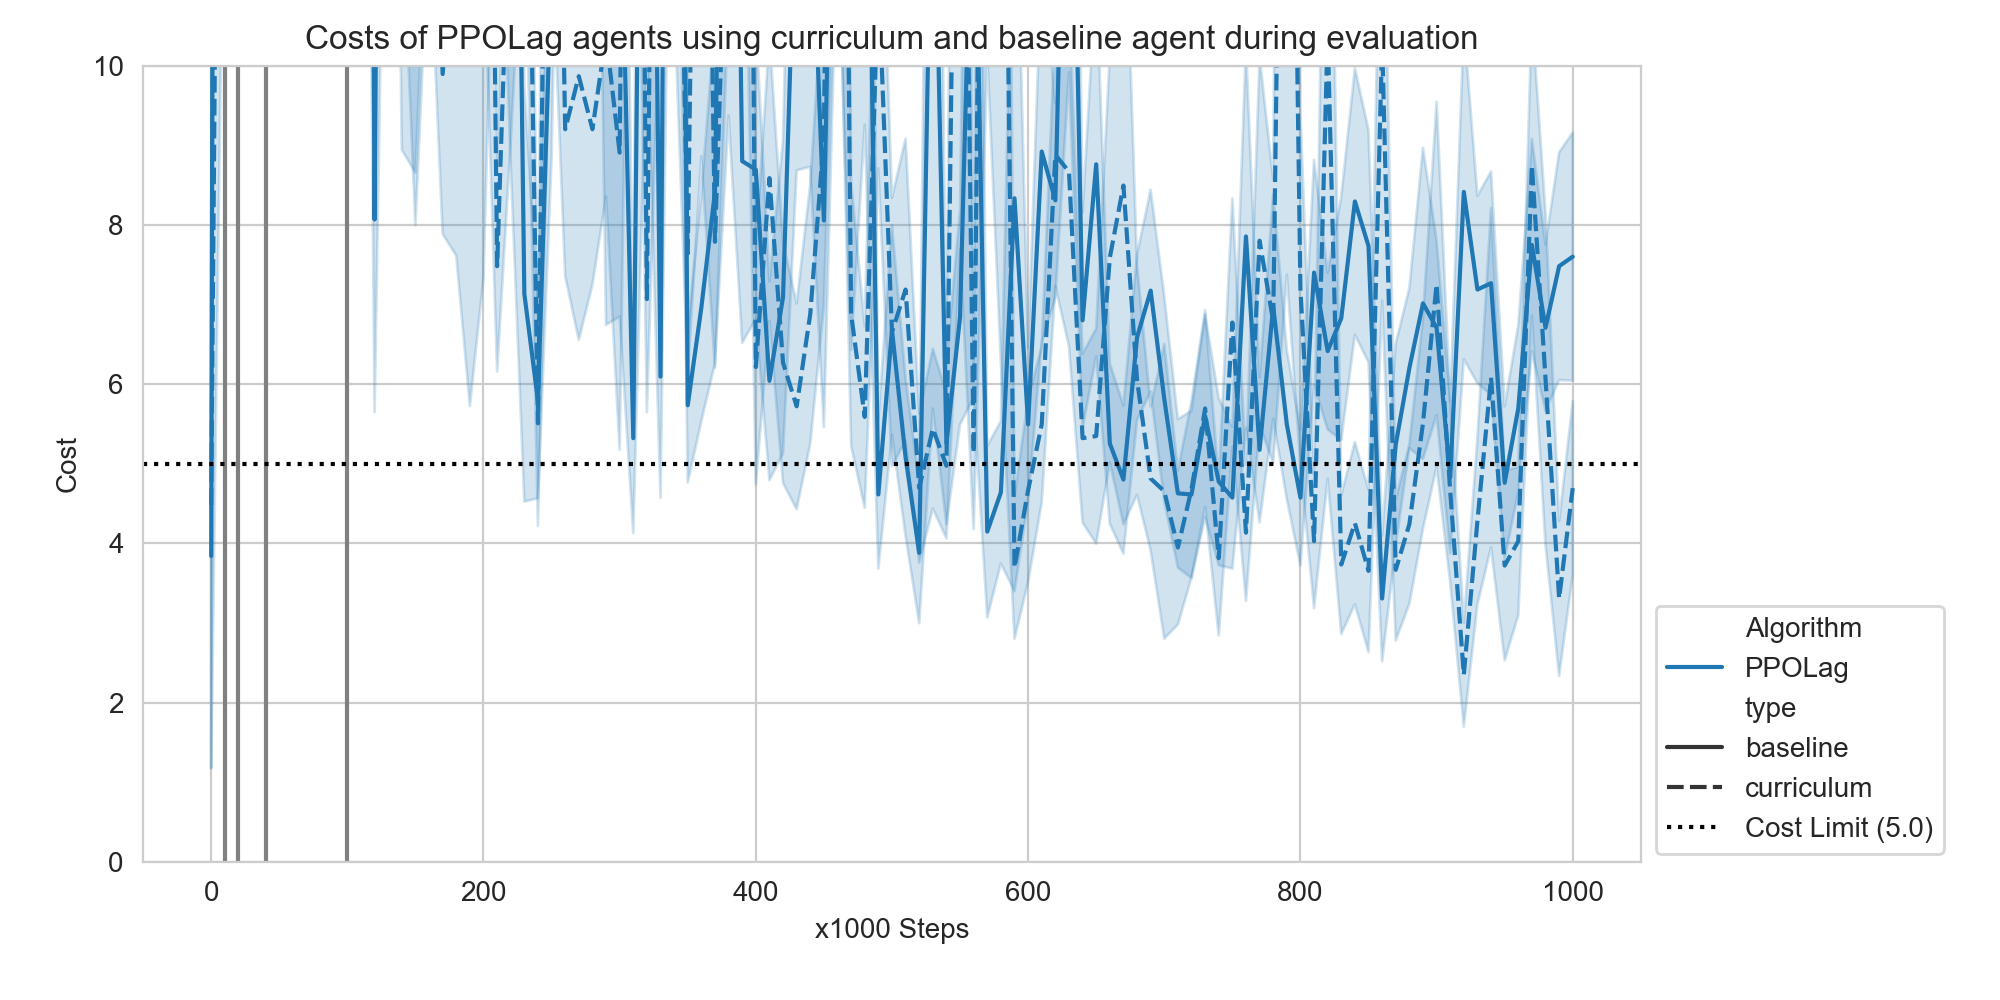 Costs of PPOLag agents using curriculum and baseline agent during evaluation
10
8
6
4
2
0
Cost
0 200 400 600 800 1000
x1000 Steps
Algorithm
PPOLag
type
baseline
curriculum
Cost Limit (5.0)